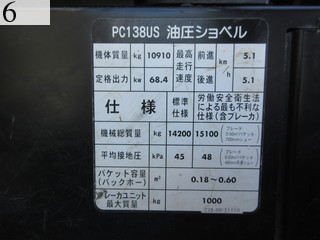 6
PC138US 油圧ショベル
機体質量 kg 10910 最高走行速度 km/h 前進 5.1
定格出力 kW 68.4 後進 5.1
仕様 標準仕様 労働安全衛生法による最も不利な仕様(含ブレーカ)
機械総質量 kg 14200 15100
平均接地圧 kPa 45 48
バケット容量(バックホー) m³ 0.18~0.60
ブレーカユニット最大質量 kg 1000